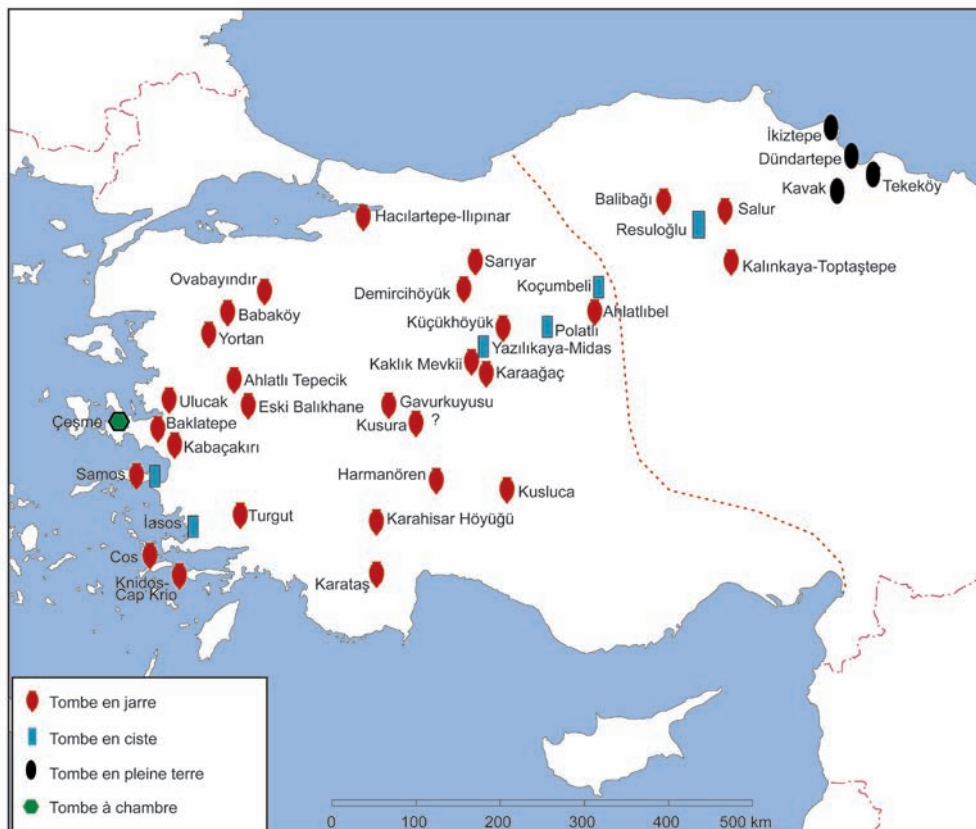 İkiztepe
Dündartepe
Tekeköy
Kavak
Balibağı
Salur
Resuloğlu
Hacılartepe-Ilıpınar
Sarıyar
Kalınkaya-Toptaştepe
Ovabayındır
Demircihöyük
Koçumbeli
Babaköy
Ahlatlıbel
Küçükhöyük
Polatlı
Yortan
Yazılıkaya-Midas
Kaklık Mevkii
Karaağaç
Ahlatlı Tepecik
Ulucak
Eski Balıkhane
Gavurkuyusu
Çeşme
Baklatepe
Kusura
?
Kabaçakırı
Samos
Harmanören
Kusluca
İasos
Turgut
Karahisar Höyüğü
Cos
Knidos-
Cap Krio
Karataş
Tombe en jarre
Tombe en ciste
Tombe en pleine terre
Tombe à chambre
0 100 200 300 400 500 km